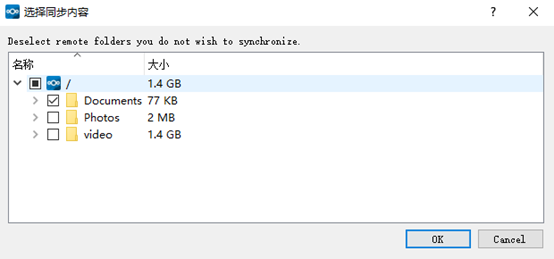 选择同步内容
Deselect remote folders you do not wish to synchronize.
名称 大小
/ 1.4 GB
Documents 77 KB
Photos 2 MB
video 1.4 GB
OK Cancel